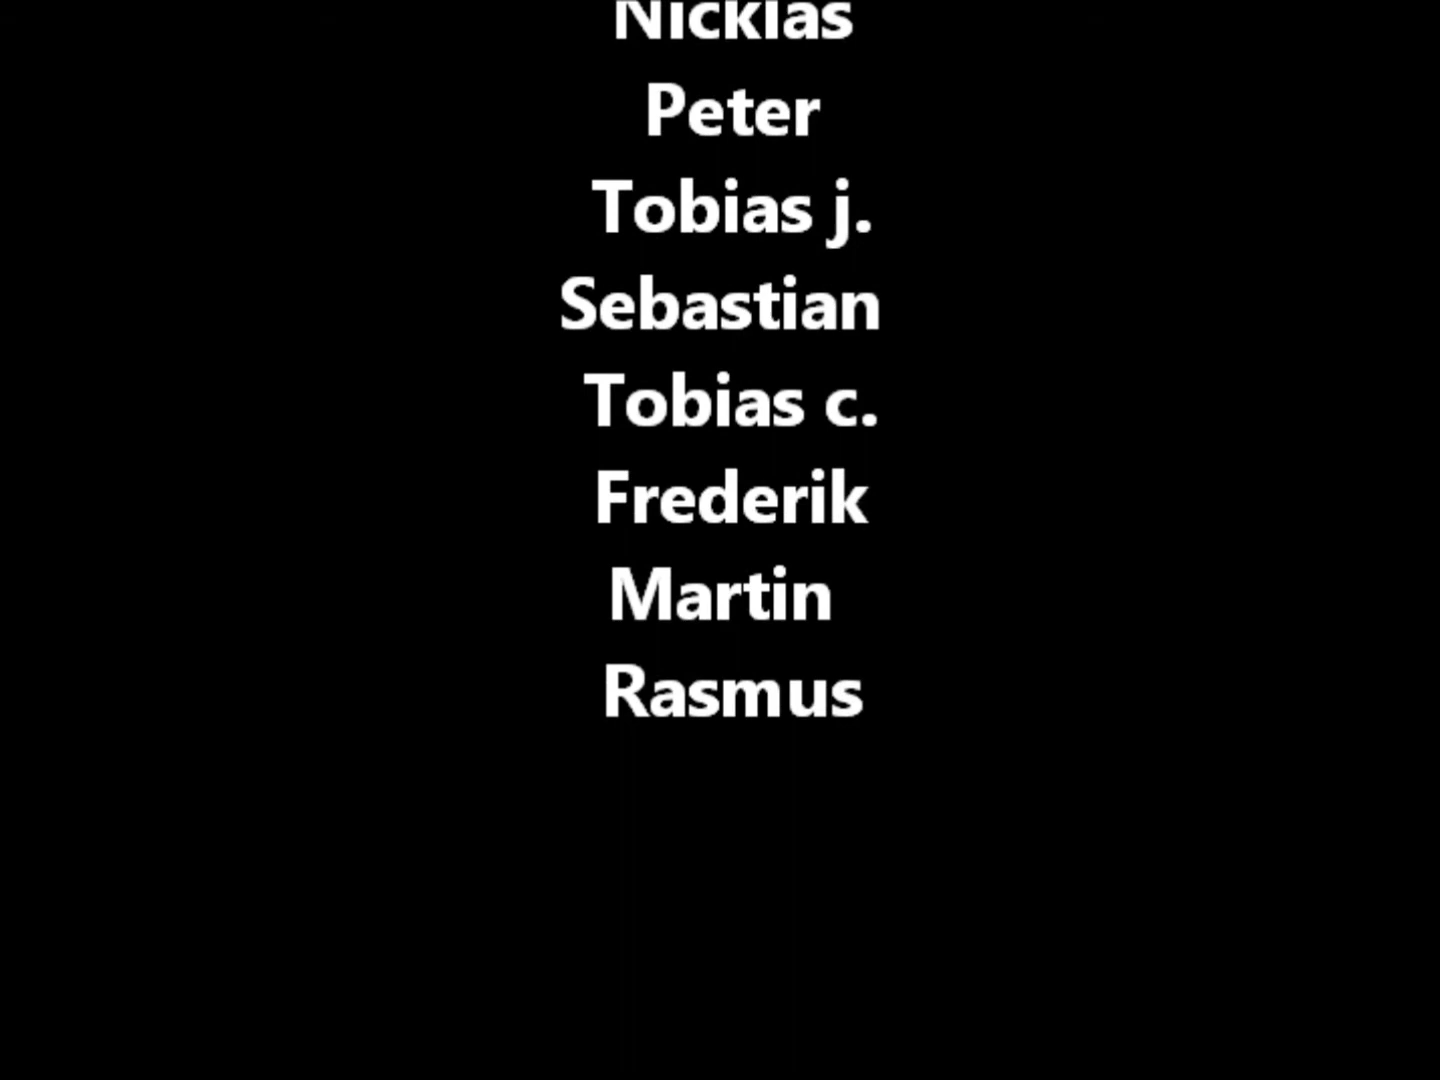 Nicklas
Peter
Tobias j.
Sebastian
Tobias c.
Frederik
Martin
Rasmus